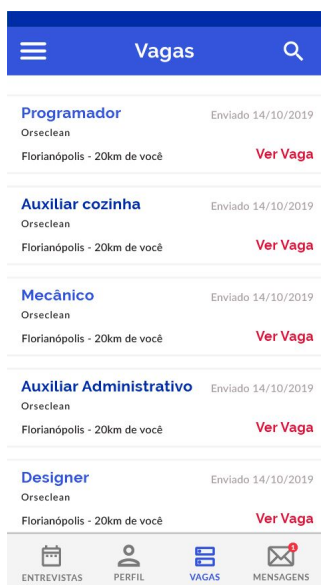 Vagas
Programador Enviado 14/10/2019
Orseclean
Florianópolis - 20km de você Ver Vaga
Auxiliar cozinha Enviado 14/10/2019
Orseclean
Florianópolis - 20km de você Ver Vaga
Mecânico Enviado 14/10/2019
Orseclean
Florianópolis - 20km de você Ver Vaga
Auxiliar Administrativo Enviado 14/10/2019
Orseclean
Florianópolis - 20km de você Ver Vaga
Designer Enviado 14/10/2019
Orseclean
Florianópolis - 20km de você Ver Vaga
1
ENTREVISTAS PERFIL VAGAS MENSAGENS